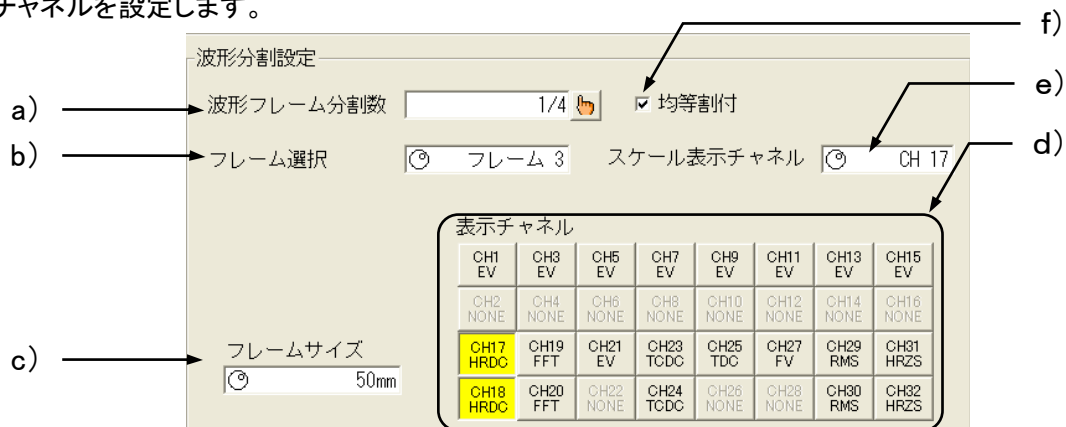 チャネルを設定します。
f)
波形分割設定
e)
a)
波形フレーム分割数 1/4 均等割付
d)
b)
フレーム選択 フレーム 3 スケール表示チャネル CH 17
表示チャネル
CH1 CH3 CH5 CH7 CH9 CH11 CH13 CH15
EV EV EV EV EV EV EV EV
CH2 CH4 CH6 CH8 CH10 CH12 CH14 CH16
NONE NONE NONE NONE NONE NONE NONE NONE
c)
フレームサイズ
50mm
CH17 CH19 CH21 CH23 CH25 CH27 CH29 CH31
HRDC FFT EV TCDC TDC FV RMS HRZS
CH18 CH20 CH22 CH24 CH26 CH28 CH30 CH32
HRDC FFT NONE TCDC NONE NONE RMS HRZS